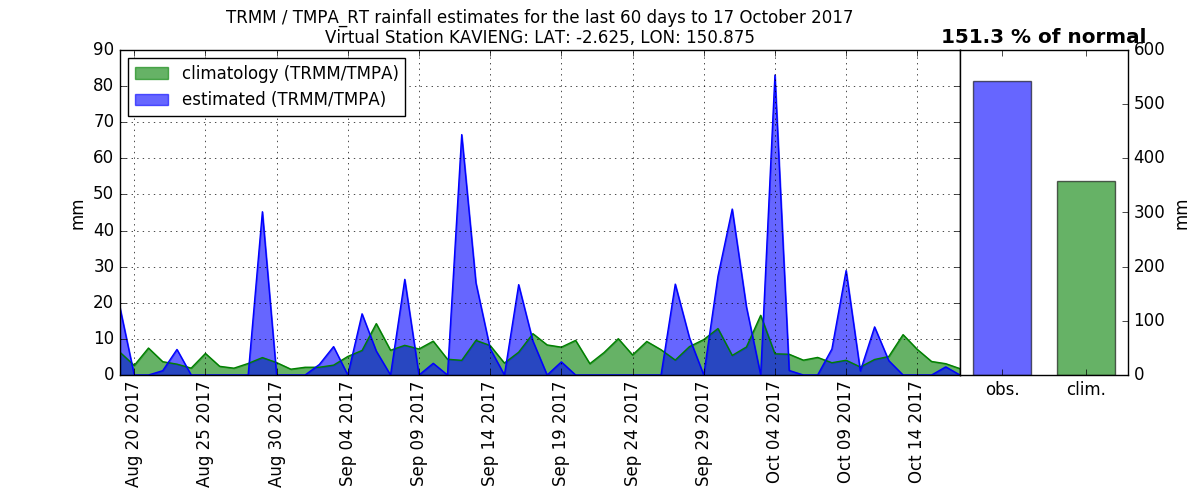 TRMM / TMPA_RT rainfall estimates for the last 60 days to 17 October 2017
Virtual Station KAVIENG: LAT: -2.625, LON: 150.875
151.3 % of normal
climatology (TRMM/TMPA)
estimated (TRMM/TMPA)
mm
90
80
70
60
50
40
30
20
10
0
Aug 20 2017
Aug 25 2017
Aug 30 2017
Sep 04 2017
Sep 09 2017
Sep 14 2017
Sep 19 2017
Sep 24 2017
Sep 29 2017
Oct 04 2017
Oct 09 2017
Oct 14 2017
obs.
clim.
600
500
400
300
200
100
0
mm